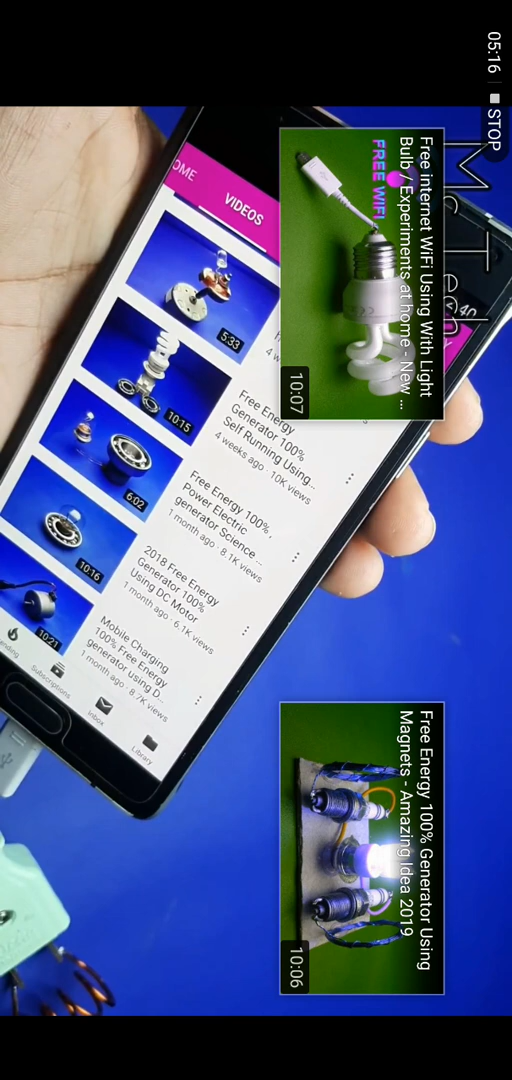 05:16
STOP
Mr Tech
Free internet WiFi Using With Light
Bulb / Experiments at home - New ...
FREE WIFI
10:07
OME
VIDEOS
5:33
10:15
Free Energy
Generator 100%
Self Running Using...
4 weeks ago · 10K views
6:02
Free Energy 100% ,
Power Electric
generator Science ...
1 month ago · 8.1K views
10:16
2018 Free Energy
Generator 100%
Using DC Motor
1 month ago · 6.1K views
10:21
Mobile Charging
100% Free Energy
generator using D...
1 month ago · 8.7K views
ending
Subscriptions
Inbox
Library
Free Energy 100% Generator Using
Magnets - Amazing Idea 2019
10:06